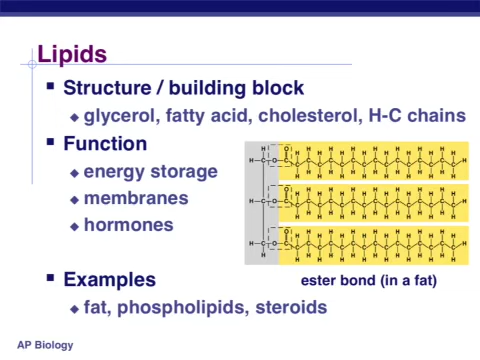 Lipids
Structure / building block
glycerol, fatty acid, cholesterol, H-C chains
Function
energy storage
membranes
hormones
ester bond (in a fat)
Examples
fat, phospholipids, steroids
AP Biology